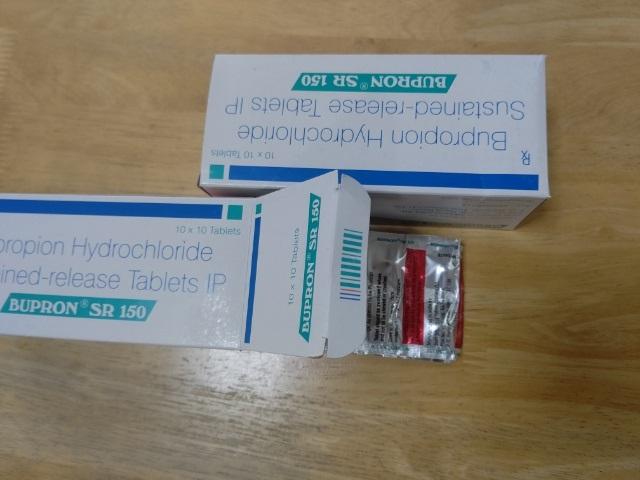 BUPRON® SR 150
Sustained-release Tablets IP
Bupropion Hydrochloride
Rx
10 x 10 Tablets
10 x 10 Tablets
propion Hydrochloride
ined-release Tablets IP
BUPRON® SR 150
10 x 10 Tablets
BUPRON® SR 150